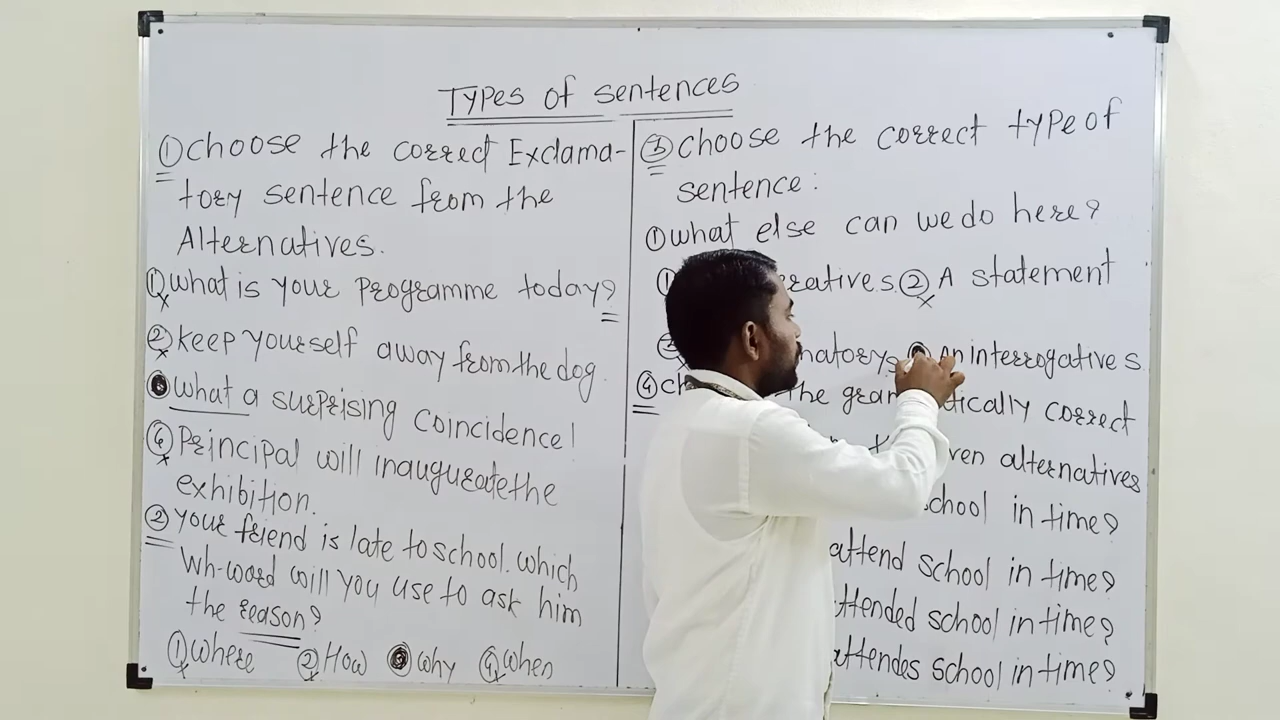 Types of sentences
① choose the correct Exclama-
tory sentence from the
Alternatives.
① what is your programme today?
② keep yourself away from the dog.
what a surprising coincidence!
④ Principal will inaugurate the
exhibition.
② your friend is late to school. which
Wh-word will you use to ask him
the reason?
① where ② How why ④ when
③ choose the correct type of
sentence:
① what else can we do here?
② A statement
An interrogatives
④ the correct
alternatives
school in time?
attend school in time?
attended school in time?
attendes school in time?